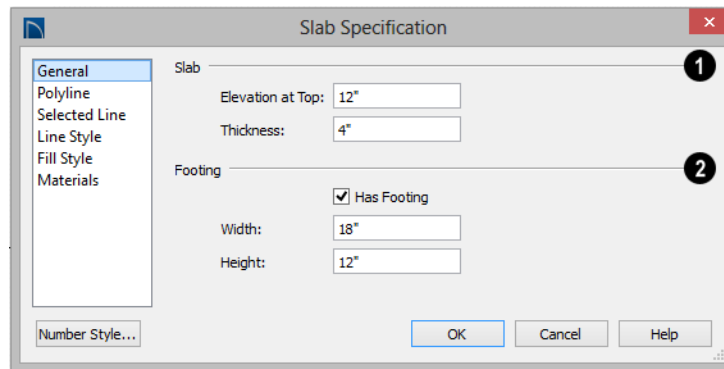 Slab Specification
General
Polyline
Selected Line
Line Style
Fill Style
Materials
Slab
1
Elevation at Top: 12"
Thickness: 4"
Footing
2
Has Footing
Width: 18"
Height: 12"
Number Style... OK Cancel Help